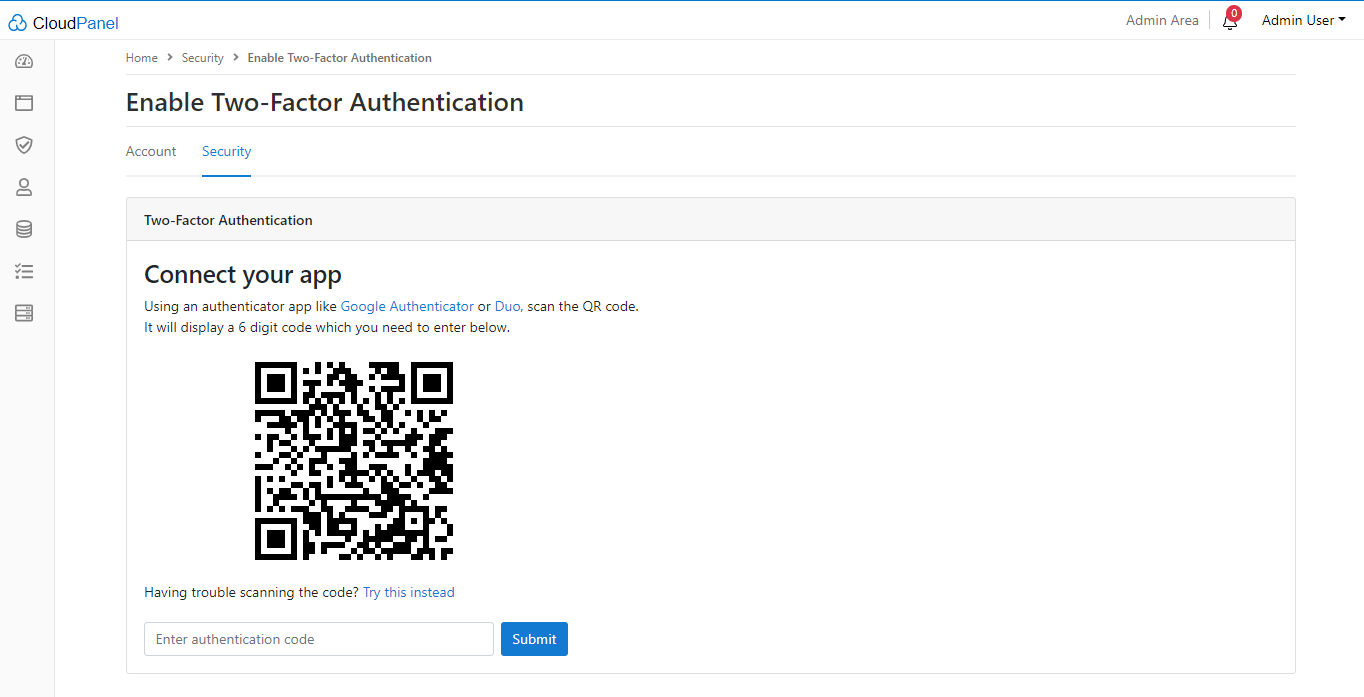 CloudPanel
Admin Area
0
Admin User
Home > Security > Enable Two-Factor Authentication
Enable Two-Factor Authentication
Account
Security
Two-Factor Authentication
Connect your app
Using an authenticator app like Google Authenticator or Duo, scan the QR code.
It will display a 6 digit code which you need to enter below.
Having trouble scanning the code? Try this instead
Enter authentication code
Submit